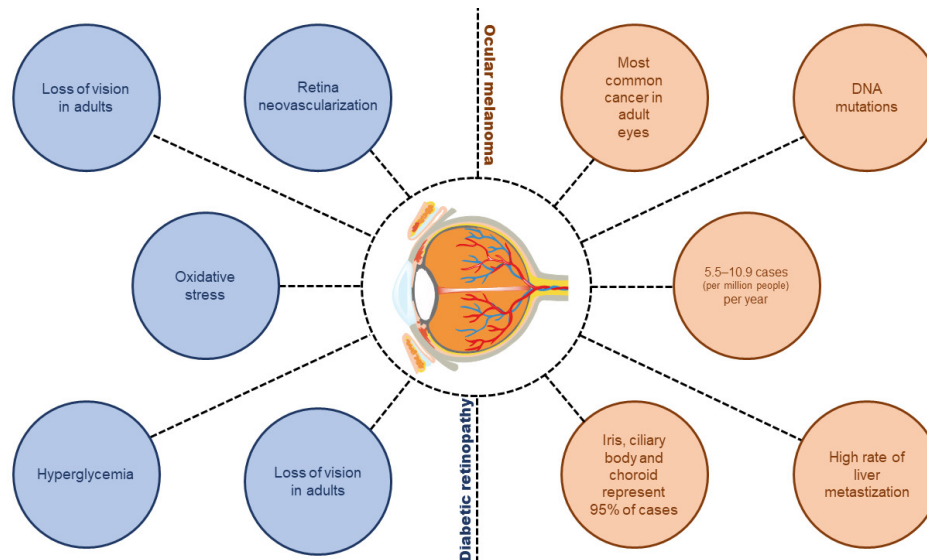 Loss of vision
in adults
Retina
neovascularization
Ocular melanoma
Most
common
cancer in
adult
eyes
DNA
mutations
Oxidative
stress
5.5–10.9 cases
(per million people)
per year
Hyperglycemia
Loss of vision
in adults
Diabetic retinopathy
Iris, ciliary
body and
choroid
represent
95% of cases
High rate of
liver
metastization